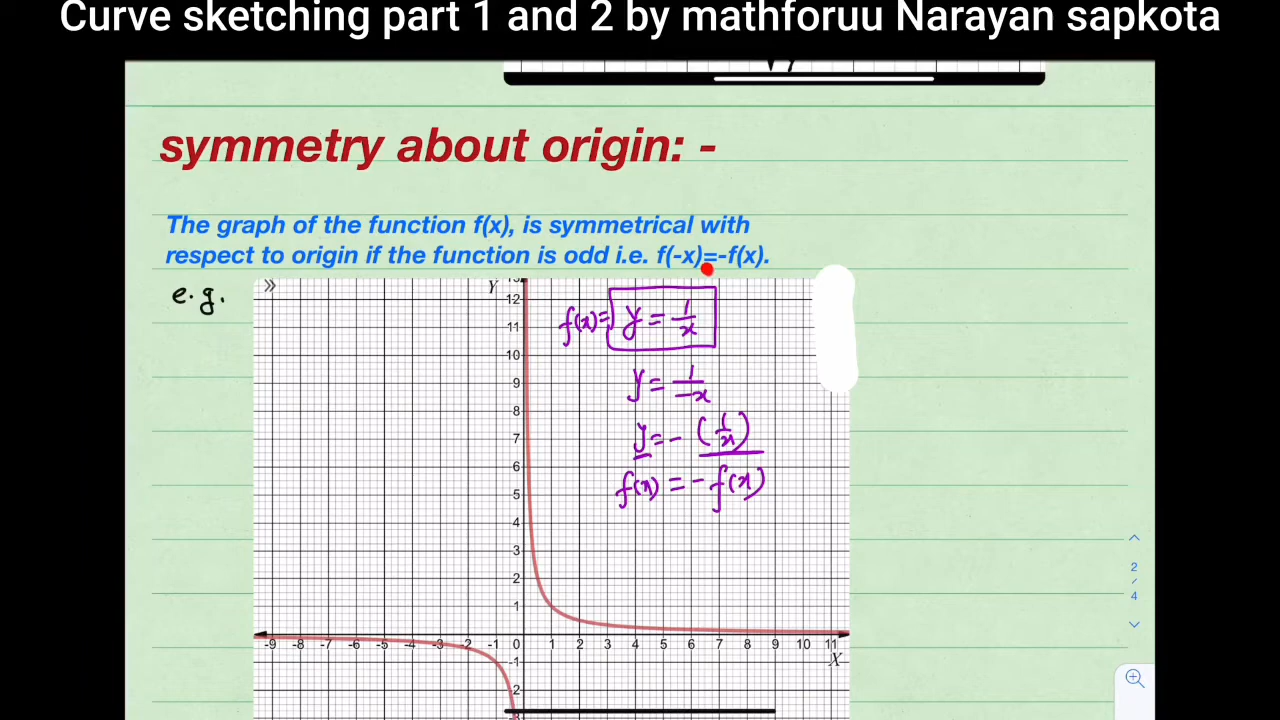 Curve sketching part 1 and 2 by mathforuu Narayan sapkota
symmetry about origin: -
The graph of the function f(x), is symmetrical with
respect to origin if the function is odd i.e. f(-x)=-f(x).
e.g.
»
Y
13
12
11
10
9
8
7
6
5
4
3
2
1
f(x)= y = 1/x
y = 1/-x
y = - (1/x)
f(x) = - f(x)
-9 -8 -7 -6 -5 -4 -3 -2 -1 0 1 2 3 4 5 6 7 8 9 10 11
X
-1
-2
2
/
4